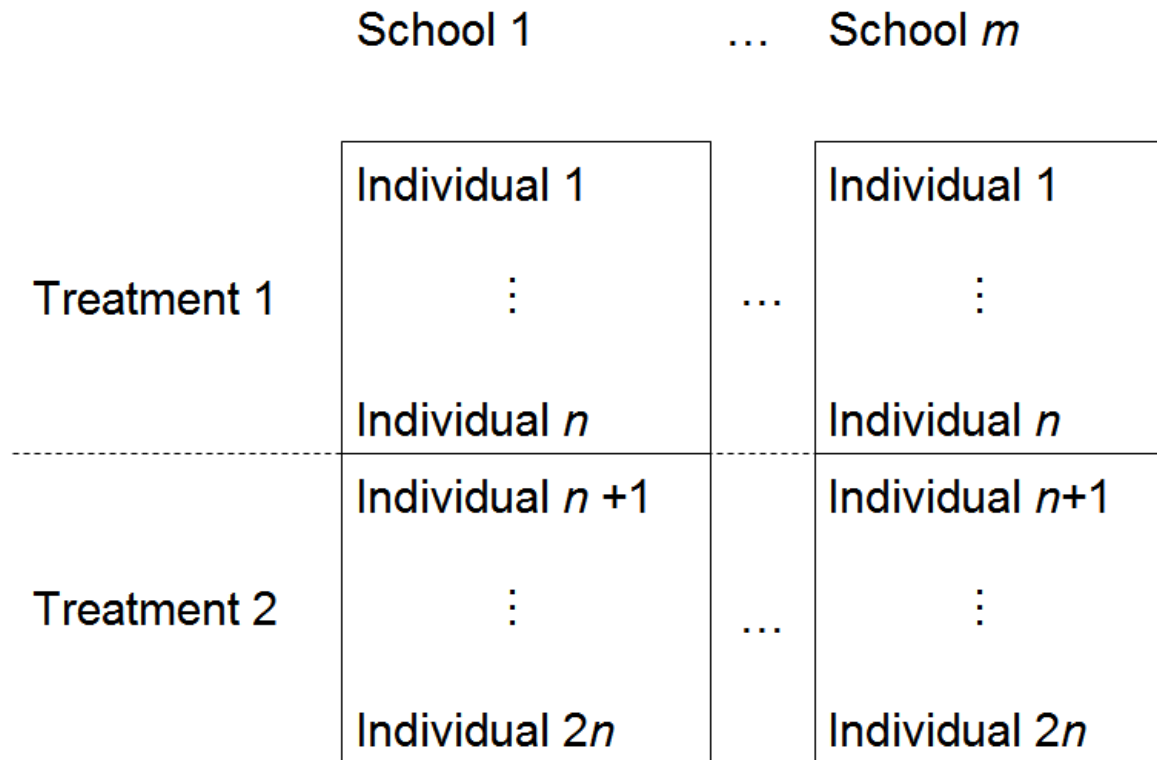 School 1 … School m
Individual 1 Individual 1
Treatment 1 ⋮ … ⋮
Individual n Individual n
Individual n +1 Individual n+1
Treatment 2 ⋮ … ⋮
Individual 2n Individual 2n